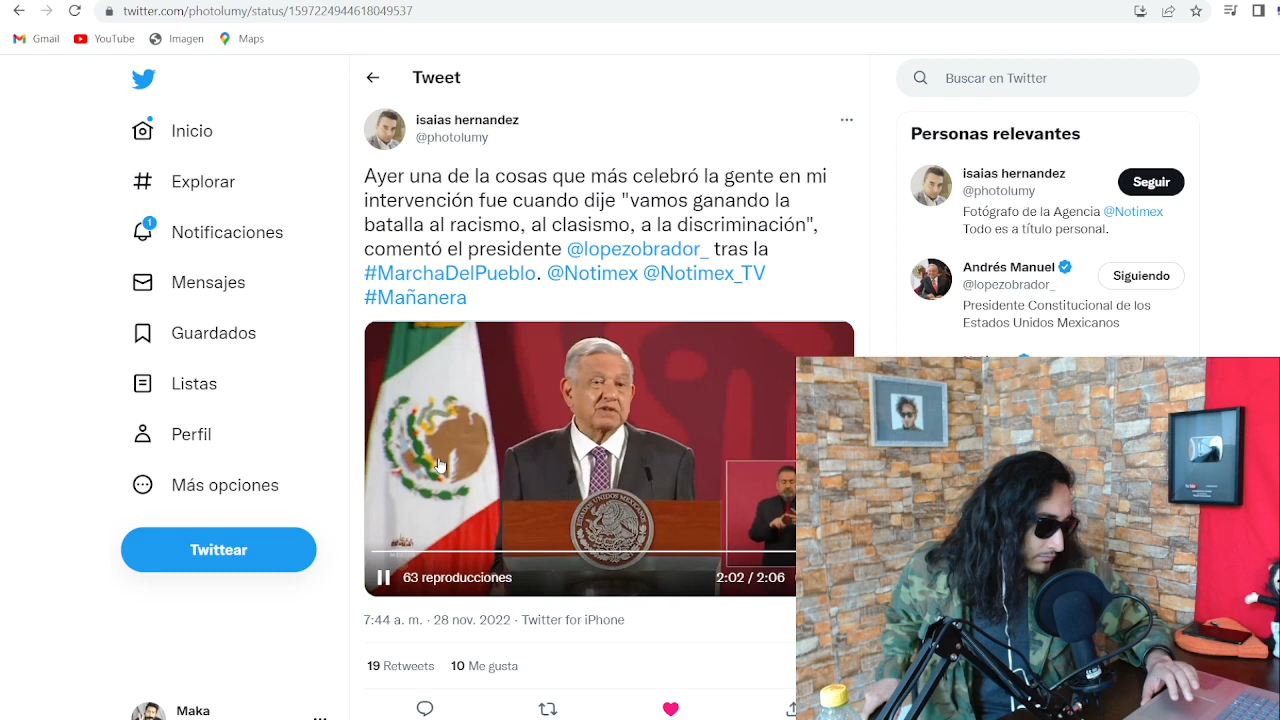 twitter.com/photolumy/status/1597224944618049537
Gmail
YouTube
Imagen
Maps
Inicio
Explorar
1
Notificaciones
Mensajes
Guardados
Listas
Perfil
Más opciones
Twittear
Maka
Tweet
isaias hernandez
@photolumy
Ayer una de la cosas que más celebró la gente en mi
intervención fue cuando dije "vamos ganando la
batalla al racismo, al clasismo, a la discriminación",
comentó el presidente @lopezobrador_ tras la
#MarchaDelPueblo. @Notimex @Notimex_TV
#Mañanera
63 reproducciones
2:02 / 2:06
7:44 a. m. · 28 nov. 2022 · Twitter for iPhone
19 Retweets 10 Me gusta
Buscar en Twitter
Personas relevantes
isaias hernandez
@photolumy
Seguir
Fotógrafo de la Agencia @Notimex
Todo es a título personal.
Andrés Manuel
@lopezobrador_
Siguiendo
Presidente Constitucional de los
Estados Unidos Mexicanos